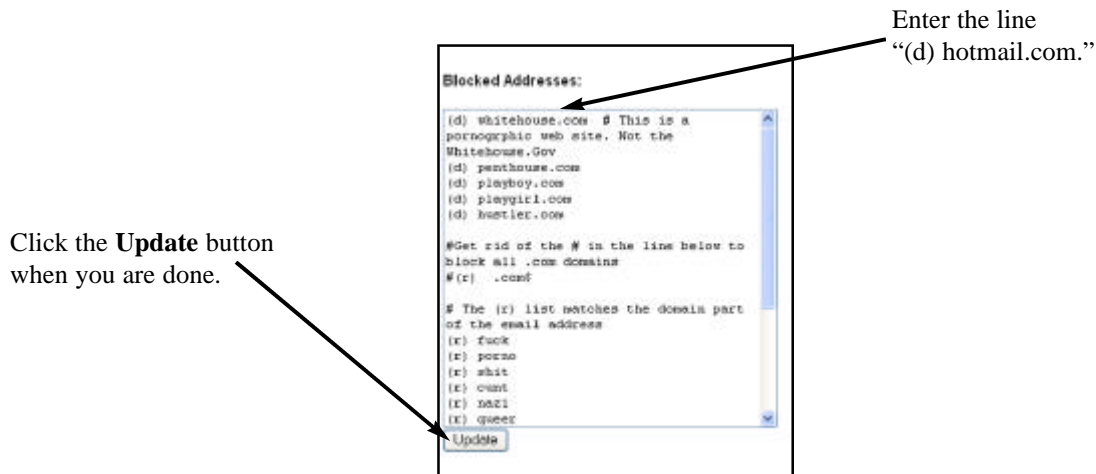 Enter the line
“(d) hotmail.com.”
Blocked Addresses:
(d) whitehouse.com # This is a
pornogrphic web site. Not the
Whitehouse.Gov
(d) penthouse.com
(d) playboy.com
(d) playgirl.com
(d) hustler.com
#Get rid of the # in the line below to
block all .com domains
#(r) .com$
# The (r) list matches the domain part
of the email address
(r) fuck
(r) porno
(r) shit
(r) cunt
(r) nazi
(r) queer
Update
Click the Update button
when you are done.